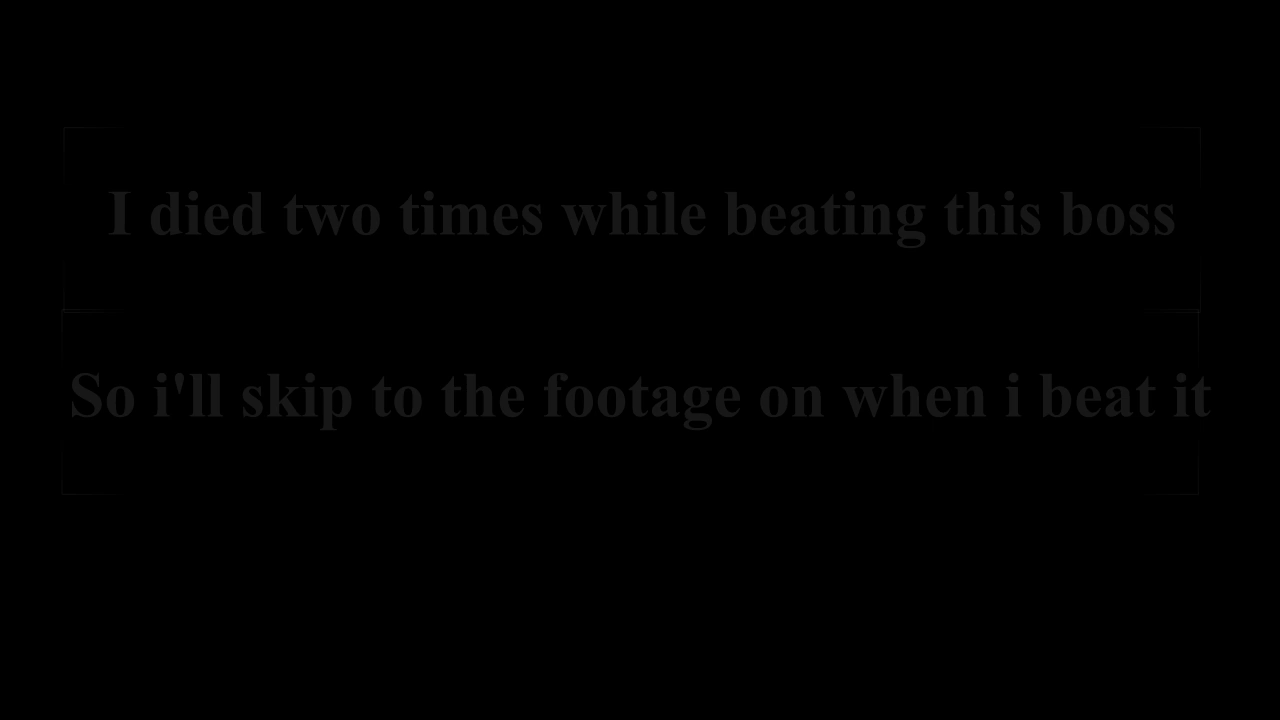 I died two times while beating this boss
So i'll skip to the footage on when i beat it